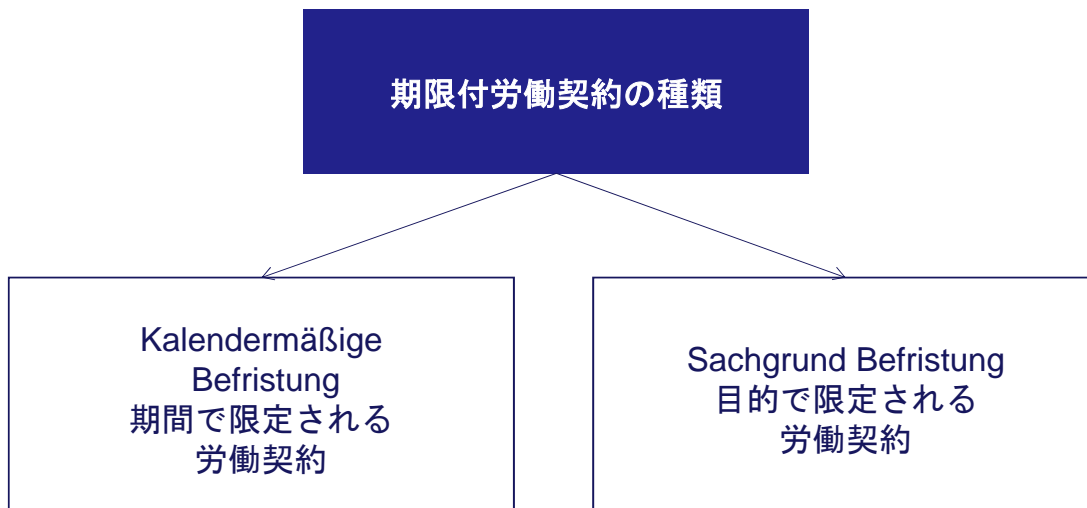 期限付労働契約の種類
Kalendermäßige
Befristung
期間で限定される
労働契約
Sachgrund Befristung
目的で限定される
労働契約